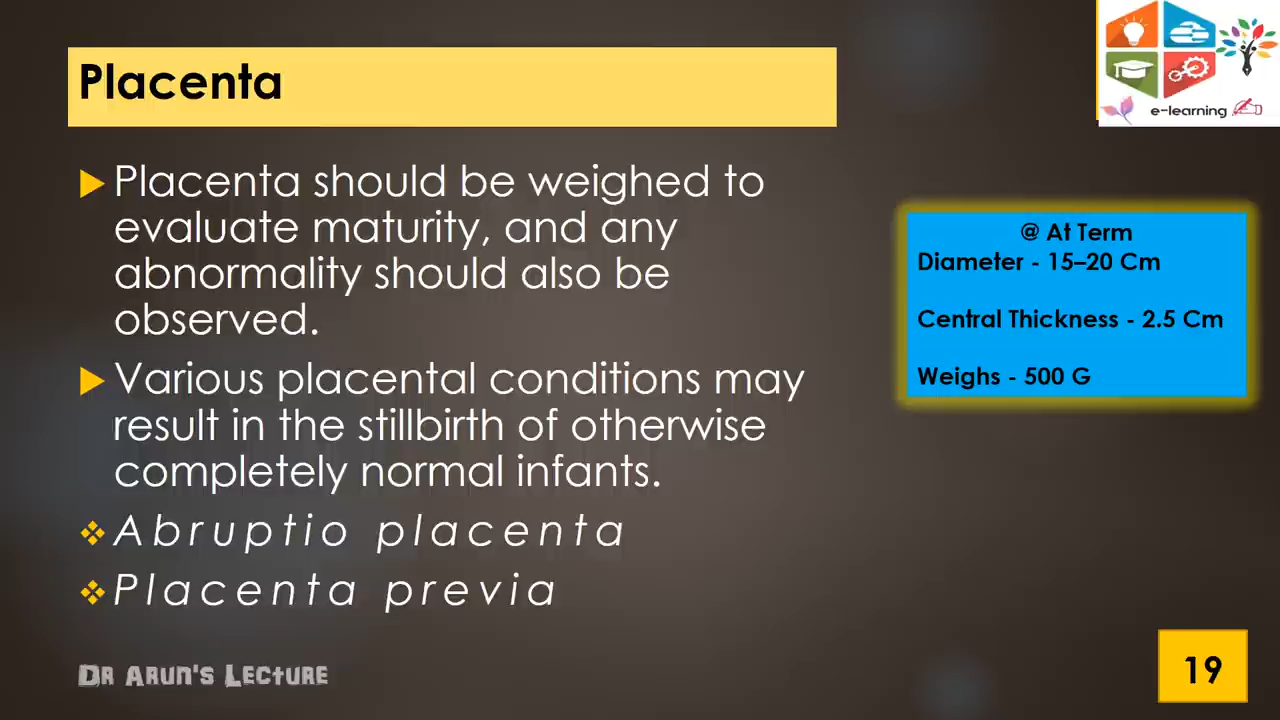 Placenta
e-learning
Placenta should be weighed to
evaluate maturity, and any
abnormality should also be
observed.
Various placental conditions may
result in the stillbirth of otherwise
completely normal infants.
Abruptio placenta
Placenta previa
@ At Term
Diameter - 15–20 Cm
Central Thickness - 2.5 Cm
Weighs - 500 G
Dr Arun's Lecture
19